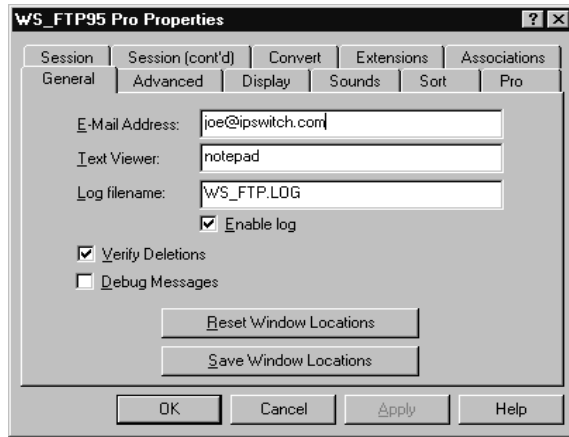 WS_FTP95 Pro Properties
Session Session (cont'd) Convert Extensions Associations
General Advanced Display Sounds Sort Pro
E-Mail Address: joe@ipswitch.com
Text Viewer: notepad
Log filename: WS_FTP.LOG
Enable log
Verify Deletions
Debug Messages
Reset Window Locations
Save Window Locations
OK Cancel Apply Help